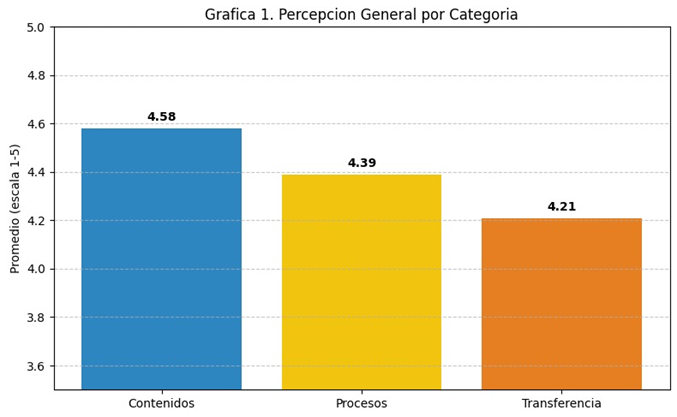 Grafica 1. Percepcion General por Categoria
5.0
4.8
4.6
4.4
4.2
4.0
3.8
3.6
Promedio (escala 1-5)
4.58
4.39
4.21
Contenidos
Procesos
Transferencia